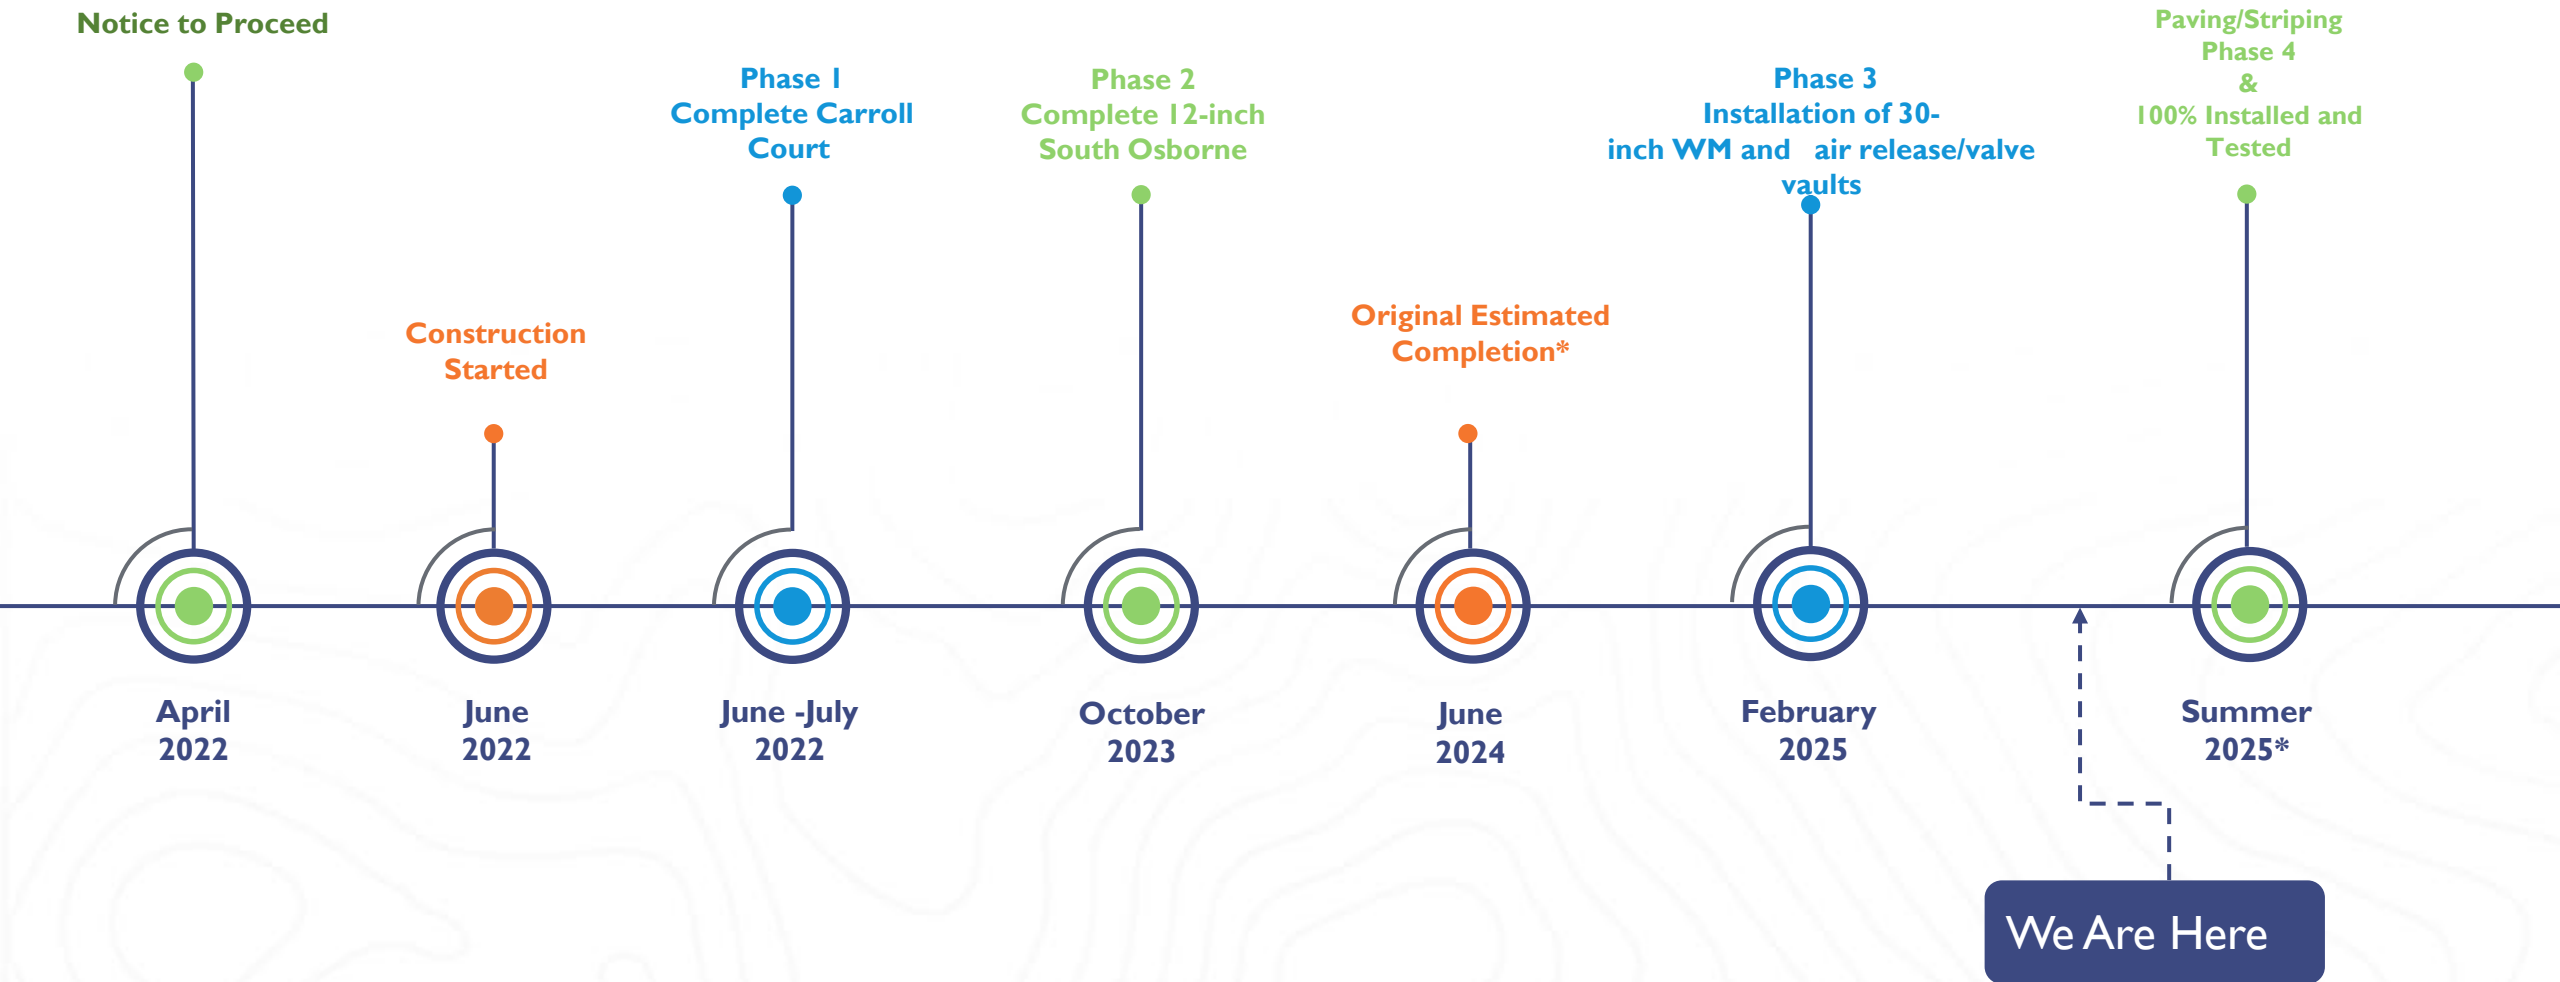 Notice to Proceed
Construction
Started
Phase 1
Complete Carroll
Court
Phase 2
Complete 12-inch
South Osborne
Original Estimated
Completion*
Phase 3
Installation of 30-
inch WM and air release/valve
vaults
Paving/Striping
Phase 4
&
100% Installed and
Tested
April
2022
June
2022
June -July
2022
October
2023
June
2024
February
2025
Summer
2025*
We Are Here